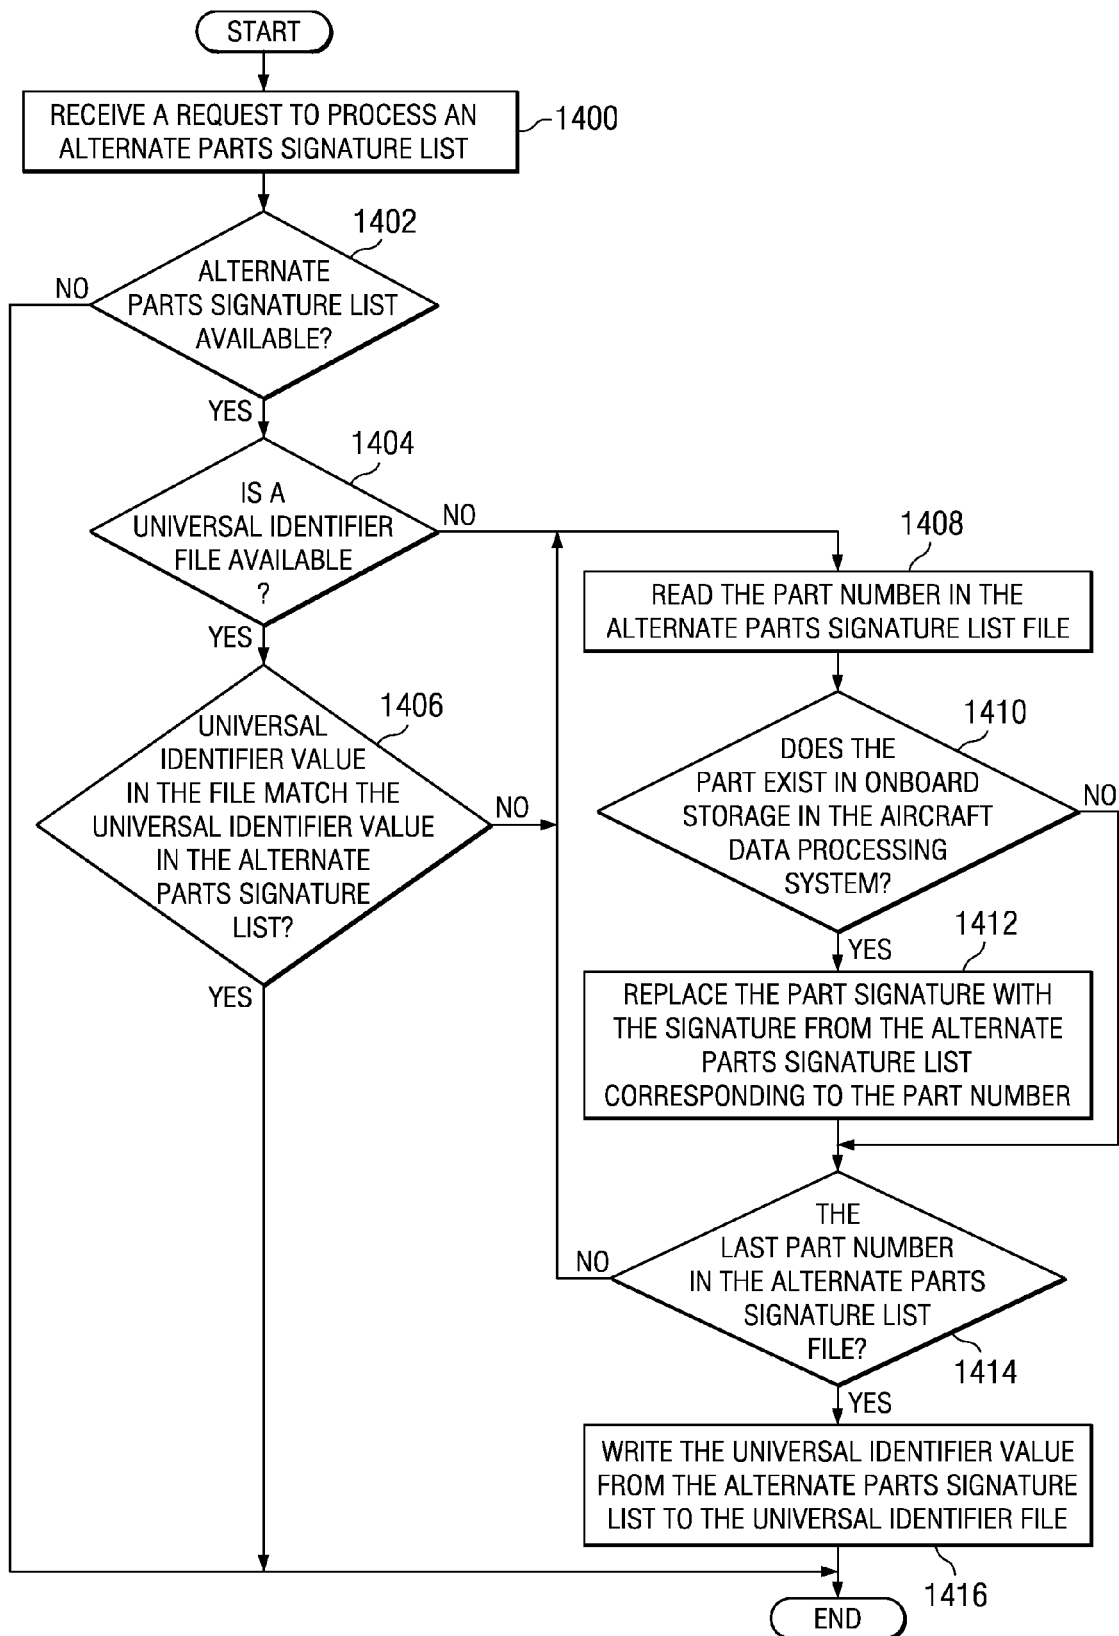 START
RECEIVE A REQUEST TO PROCESS AN
ALTERNATE PARTS SIGNATURE LIST
1400
1402
ALTERNATE
PARTS SIGNATURE LIST
AVAILABLE?
NO
YES
1404
IS A
UNIVERSAL IDENTIFIER
FILE AVAILABLE
?
NO
YES
1406
UNIVERSAL
IDENTIFIER VALUE
IN THE FILE MATCH THE
UNIVERSAL IDENTIFIER VALUE
IN THE ALTERNATE
PARTS SIGNATURE
LIST?
NO
YES
1408
READ THE PART NUMBER IN THE
ALTERNATE PARTS SIGNATURE LIST FILE
1410
DOES THE
PART EXIST IN ONBOARD
STORAGE IN THE AIRCRAFT
DATA PROCESSING
SYSTEM?
NO
YES
1412
REPLACE THE PART SIGNATURE WITH
THE SIGNATURE FROM THE ALTERNATE
PARTS SIGNATURE LIST
CORRESPONDING TO THE PART NUMBER
THE
LAST PART NUMBER
IN THE ALTERNATE PARTS
SIGNATURE LIST
FILE?
NO
1414
YES
WRITE THE UNIVERSAL IDENTIFIER VALUE
FROM THE ALTERNATE PARTS SIGNATURE
LIST TO THE UNIVERSAL IDENTIFIER FILE
1416
END